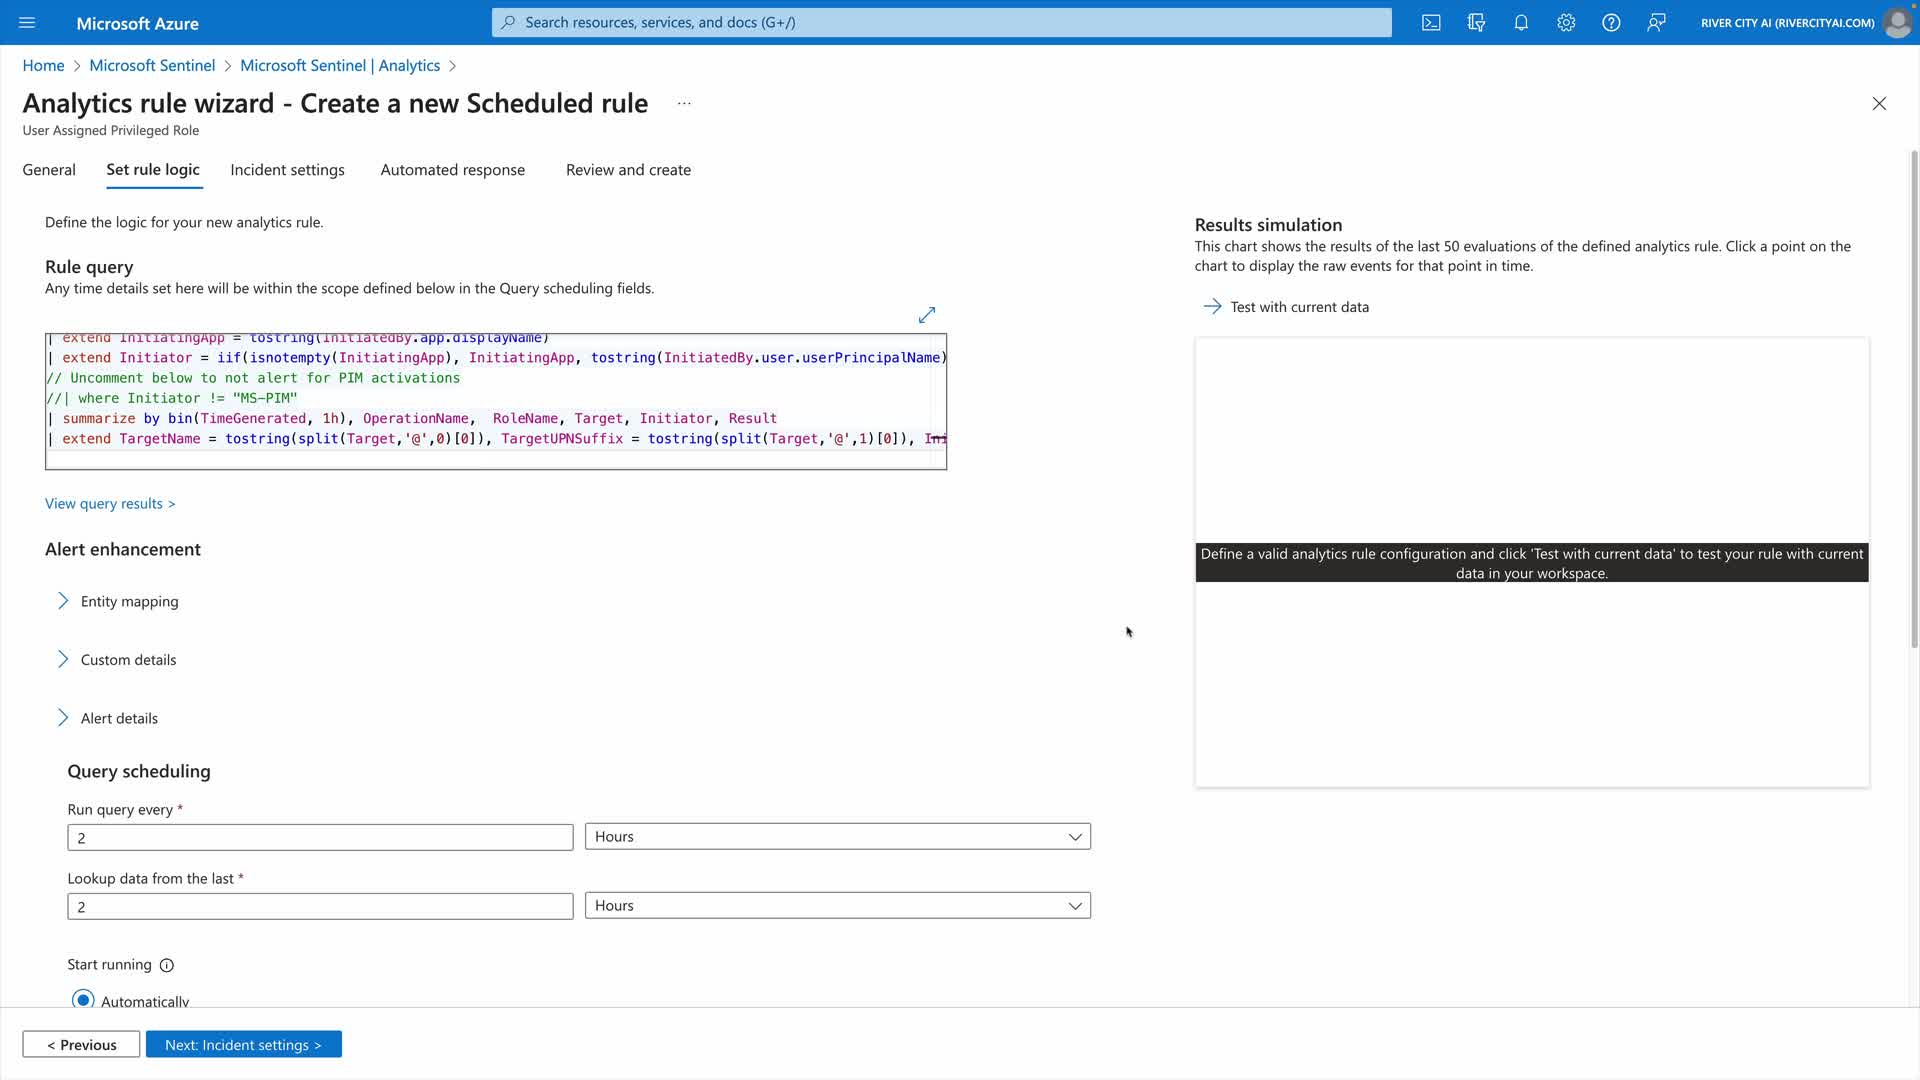 Microsoft Azure
Search resources, services, and docs (G+/)
RIVER CITY AI (RIVERCITYAI.COM)
Home > Microsoft Sentinel > Microsoft Sentinel | Analytics >
Analytics rule wizard - Create a new Scheduled rule ...
User Assigned Privileged Role
General Set rule logic Incident settings Automated response Review and create
Define the logic for your new analytics rule.
Rule query
Any time details set here will be within the scope defined below in the Query scheduling fields.
| extend InitiatingApp = tostring(InitiatedBy.app.displayName)
| extend Initiator = iif(isnotempty(InitiatingApp), InitiatingApp, tostring(InitiatedBy.user.userPrincipalName)
// Uncomment below to not alert for PIM activations
//| where Initiator != "MS-PIM"
| summarize by bin(TimeGenerated, 1h), OperationName,  RoleName, Target, Initiator, Result
| extend TargetName = tostring(split(Target,'@',0)[0]), TargetUPNSuffix = tostring(split(Target,'@',1)[0]), Ini
View query results >
Alert enhancement
Entity mapping
Custom details
Alert details
Query scheduling
Run query every *
2 Hours
Lookup data from the last *
2 Hours
Start running
Automatically
< Previous Next: Incident settings >
Results simulation
This chart shows the results of the last 50 evaluations of the defined analytics rule. Click a point on the
chart to display the raw events for that point in time.
Test with current data
Define a valid analytics rule configuration and click 'Test with current data' to test your rule with current
data in your workspace.